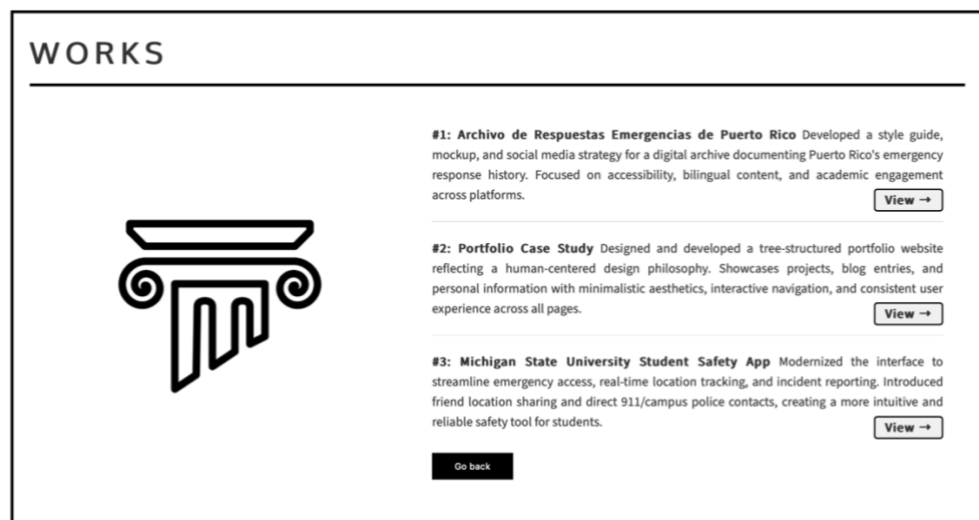 WORKS
#1: Archivo de Respuestas Emergencias de Puerto Rico Developed a style guide,
mockup, and social media strategy for a digital archive documenting Puerto Rico's emergency
response history. Focused on accessibility, bilingual content, and academic engagement
across platforms.
View →
#2: Portfolio Case Study Designed and developed a tree-structured portfolio website
reflecting a human-centered design philosophy. Showcases projects, blog entries, and
personal information with minimalistic aesthetics, interactive navigation, and consistent user
experience across all pages.
View →
#3: Michigan State University Student Safety App Modernized the interface to
streamline emergency access, real-time location tracking, and incident reporting. Introduced
friend location sharing and direct 911/campus police contacts, creating a more intuitive and
reliable safety tool for students.
View →
Go back